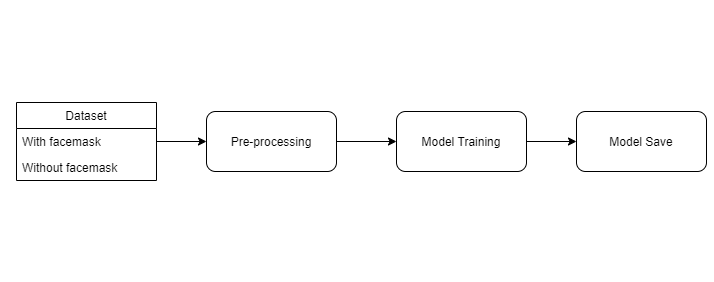 Dataset
With facemask
Without facemask
Pre-processing
Model Training
Model Save